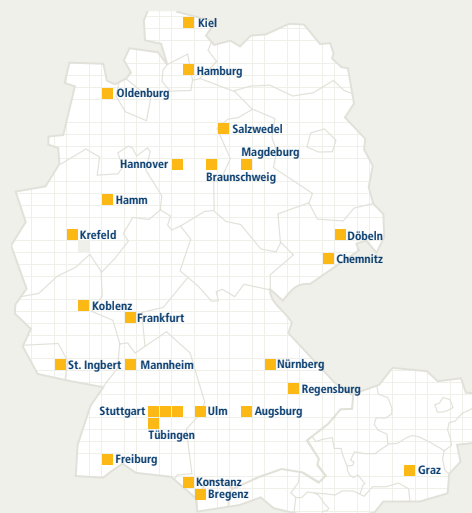 Kiel
Hamburg
Oldenburg
Salzwedel
Magdeburg
Hannover
Braunschweig
Hamm
Krefeld
Döbeln
Chemnitz
Koblenz
Frankfurt
St. Ingbert
Mannheim
Nürnberg
Regensburg
Stuttgart
Ulm
Augsburg
Tübingen
Freiburg
Graz
Konstanz
Bregenz